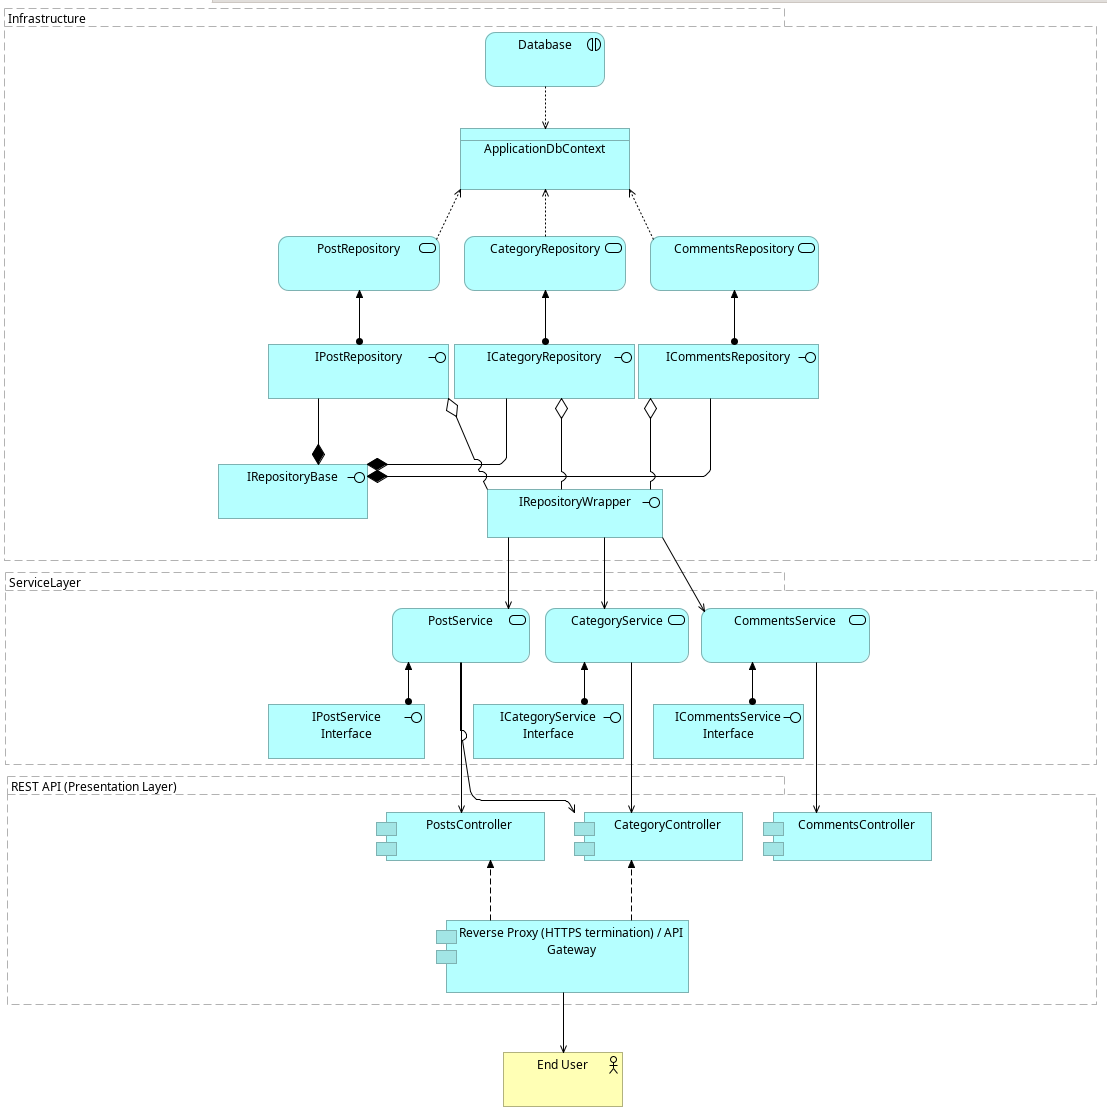 Infrastructure
Database
ApplicationDbContext
PostRepository
CategoryRepository
CommentsRepository
IPostRepository
ICategoryRepository
ICommentsRepository
IRepositoryBase
IRepositoryWrapper
ServiceLayer
PostService
CategoryService
CommentsService
IPostService
Interface
ICategoryService
Interface
ICommentsService
Interface
REST API (Presentation Layer)
PostsController
CategoryController
CommentsController
Reverse Proxy (HTTPS termination) / API
Gateway
End User